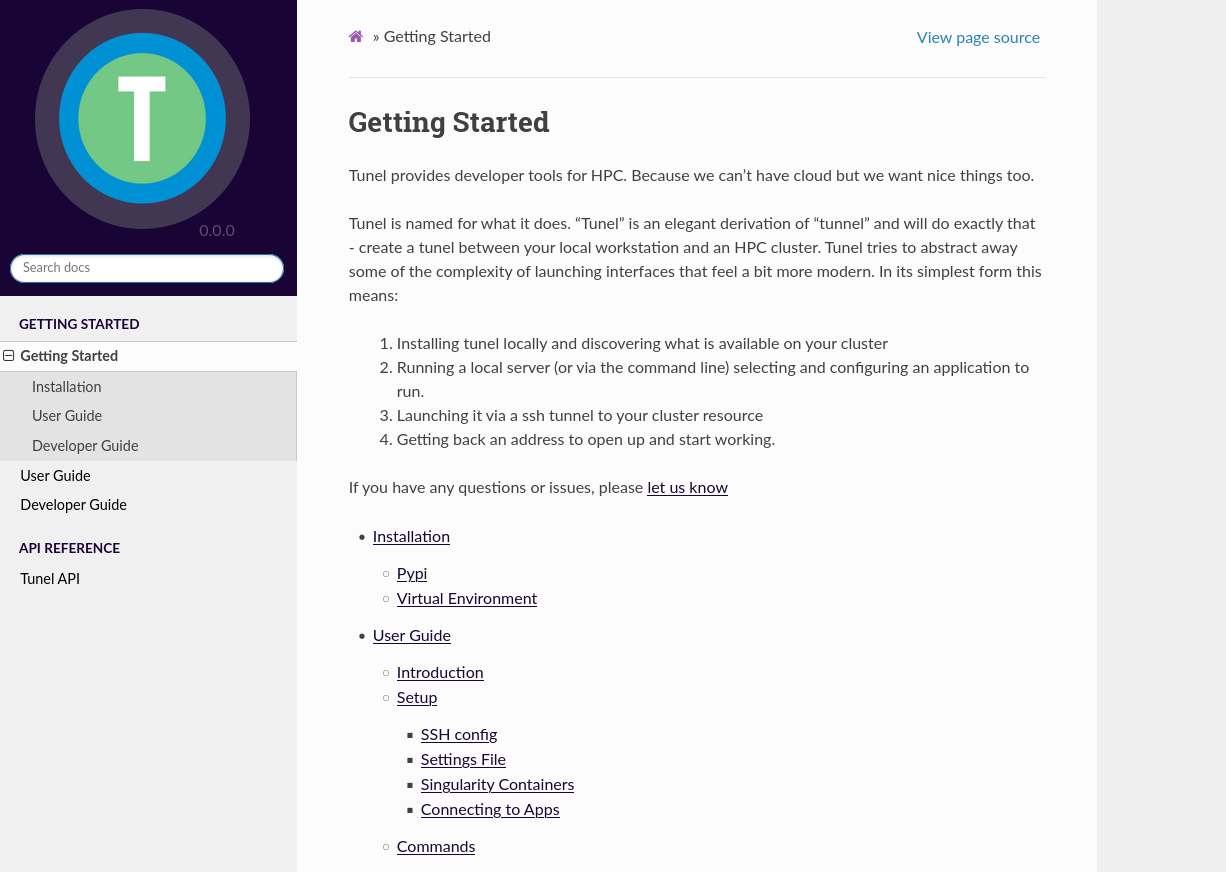 T
0.0.0
Search docs
GETTING STARTED
Getting Started
Installation
User Guide
Developer Guide
User Guide
Developer Guide
API REFERENCE
Tunel API
» Getting Started
View page source
Getting Started
Tunel provides developer tools for HPC. Because we can’t have cloud but we want nice things too.
Tunel is named for what it does. “Tunel” is an elegant derivation of “tunnel” and will do exactly that
- create a tunel between your local workstation and an HPC cluster. Tunel tries to abstract away
some of the complexity of launching interfaces that feel a bit more modern. In its simplest form this
means:
1. Installing tunel locally and discovering what is available on your cluster
2. Running a local server (or via the command line) selecting and configuring an application to
run.
3. Launching it via a ssh tunnel to your cluster resource
4. Getting back an address to open up and start working.
If you have any questions or issues, please let us know
• Installation
○ Pypi
○ Virtual Environment
• User Guide
○ Introduction
○ Setup
▪ SSH config
▪ Settings File
▪ Singularity Containers
▪ Connecting to Apps
○ Commands